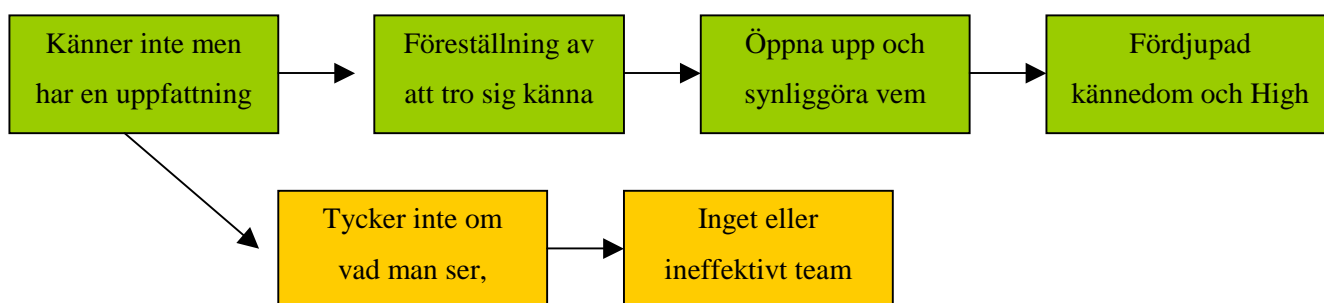 Känner inte men
har en uppfattning
Föreställning av
att tro sig känna
Öppna upp och
synliggöra vem
Fördjupad
kännedom och High
Tycker inte om
vad man ser,
Inget eller
ineffektivt team